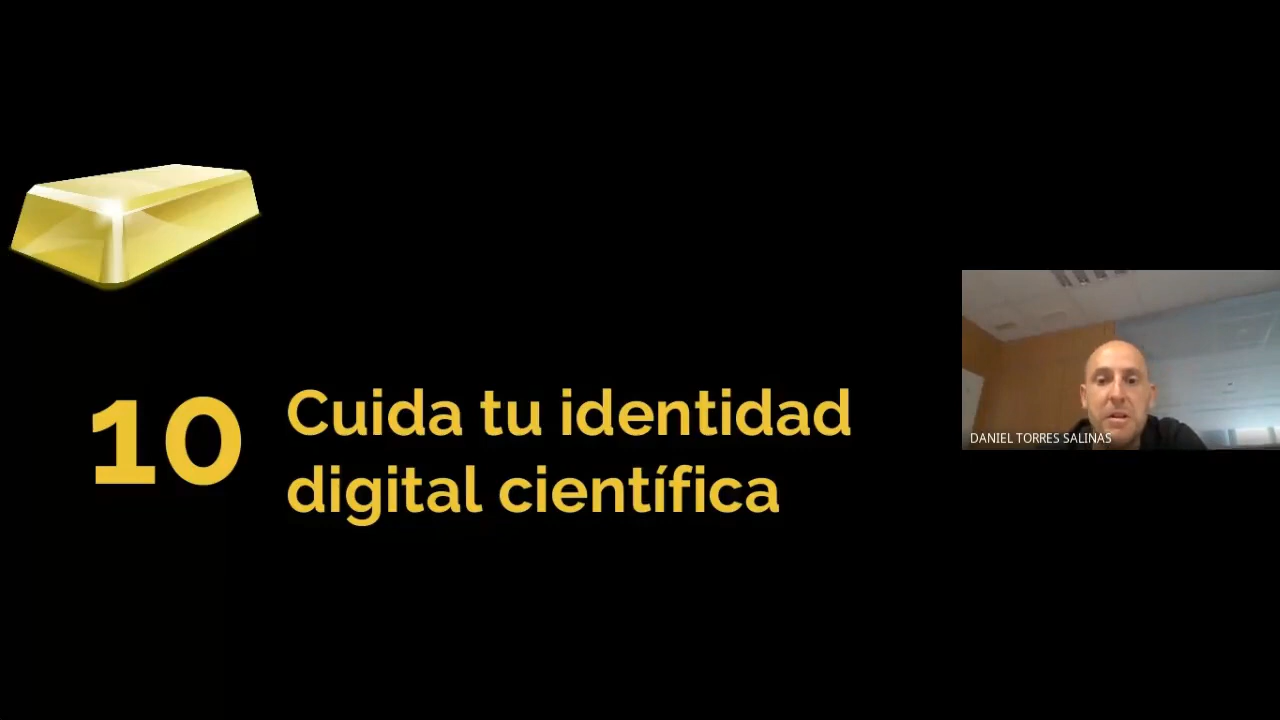 10
Cuida tu identidad
digital científica
DANIEL TORRES SALINAS